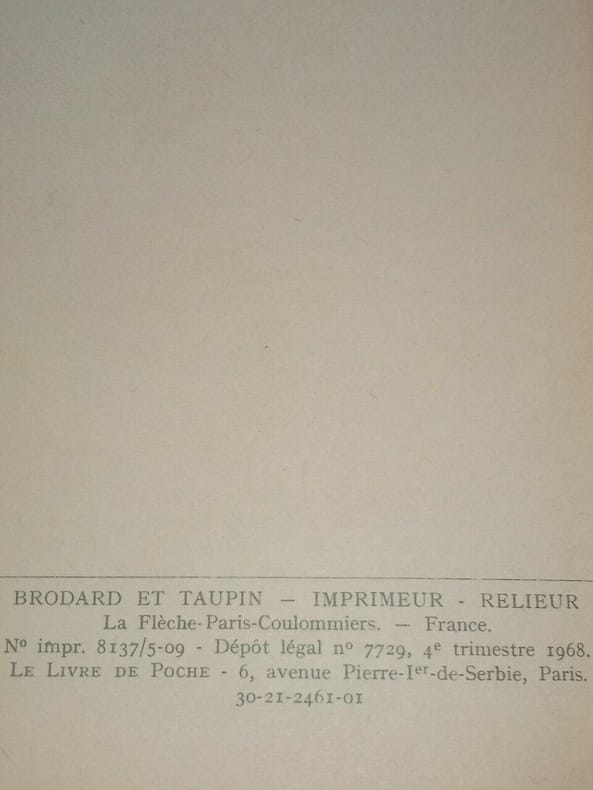 BRODARD ET TAUPIN — IMPRIMEUR - RELIEUR
La Flèche-Paris-Coulommiers. — France.
Nº impr. 8137/5-09 - Dépôt légal nº 7729, 4ᵉ trimestre 1968.
LE LIVRE DE POCHE - 6, avenue Pierre-Iᵉʳ-de-Serbie, Paris.
30-21-2461-01